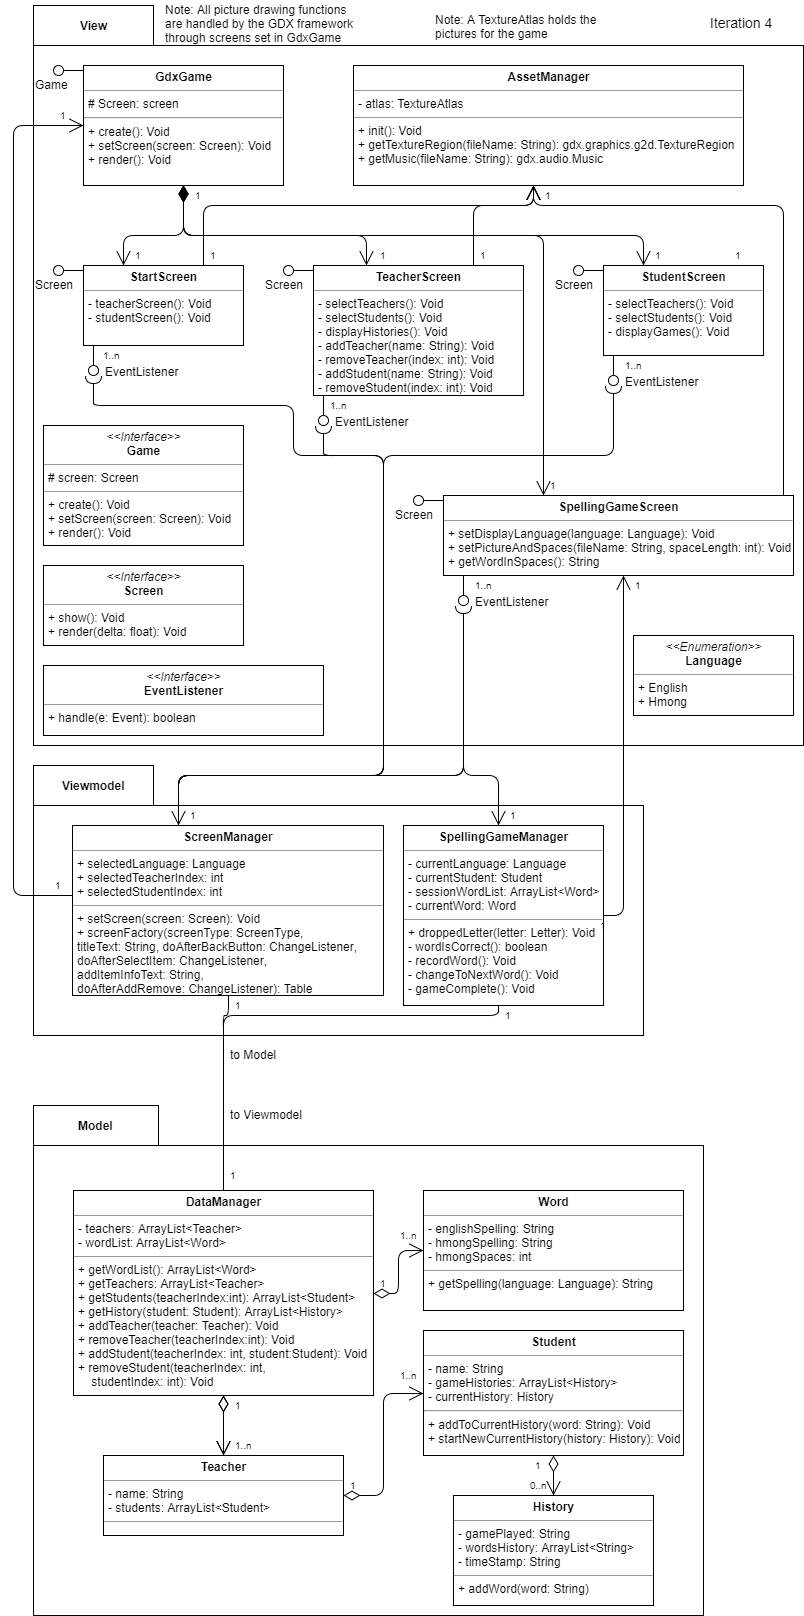 Note: All picture drawing functions
are handled by the GDX framework
through screens set in GdxGame
Note: A TextureAtlas holds the
pictures for the game
Iteration 4
View
Game
GdxGame
# Screen: screen
+ create(): Void
+ setScreen(screen: Screen): Void
+ render(): Void
AssetManager
- atlas: TextureAtlas
+ init(): Void
+ getTextureRegion(fileName: String): gdx.graphics.g2d.TextureRegion
+ getMusic(fileName: String): gdx.audio.Music
1
1
1
1
1
1
1
1
1
Screen
StartScreen
- teacherScreen(): Void
- studentScreen(): Void
1..n
EventListener
Screen
TeacherScreen
- selectTeachers(): Void
- selectStudents(): Void
- displayHistories(): Void
- addTeacher(name: String): Void
- removeTeacher(index: int): Void
- addStudent(name: String): Void
- removeStudent(index: int): Void
1..n
EventListener
Screen
StudentScreen
- selectTeachers(): Void
- selectStudents(): Void
- displayGames(): Void
1..n
EventListener
<<Interface>>
Game
# screen: Screen
+ create(): Void
+ setScreen(screen: Screen): Void
+ render(): Void
1
Screen
SpellingGameScreen
+ setDisplayLanguage(language: Language): Void
+ setPictureAndSpaces(fileName: String, spaceLength: int): Void
+ getWordInSpaces(): String
1..n
EventListener
1
<<Interface>>
Screen
+ show(): Void
+ render(delta: float): Void
<<Interface>>
EventListener
+ handle(e: Event): boolean
<<Enumeration>>
Language
+ English
+ Hmong
Viewmodel
1
1
ScreenManager
+ selectedLanguage: Language
+ selectedTeacherIndex: int
+ selectedStudentIndex: int
+ setScreen(screen: Screen): Void
+ screenFactory(screenType: ScreenType,
titleText: String, doAfterBackButton: ChangeListener,
doAfterSelectItem: ChangeListener,
addItemInfoText: String,
doAfterAddRemove: ChangeListener): Table
1
1
SpellingGameManager
- currentLanguage: Language
- currentStudent: Student
- sessionWordList: ArrayList<Word>
- currentWord: Word
+ droppedLetter(letter: Letter): Void
- wordIsCorrect(): boolean
- recordWord(): Void
- changeToNextWord(): Void
- gameComplete(): Void
1
1
to Model
to Viewmodel
Model
1
DataManager
- teachers: ArrayList<Teacher>
- wordList: ArrayList<Word>
+ getWordList(): ArrayList<Word>
+ getTeachers: ArrayList<Teacher>
+ getStudents(teacherIndex:int): ArrayList<Student>
+ getHistory(student: Student): ArrayList<History>
+ addTeacher(teacher: Teacher): Void
+ removeTeacher(teacherIndex:int): Void
+ addStudent(teacherIndex: int, student:Student): Void
+ removeStudent(teacherIndex: int,
studentIndex: int): Void
1
1..n
Word
- englishSpelling: String
- hmongSpelling: String
- hmongSpaces: int
+ getSpelling(language: Language): String
Student
- name: String
- gameHistories: ArrayList<History>
- currentHistory: History
+ addToCurrentHistory(word: String): Void
+ startNewCurrentHistory(history: History): Void
1..n
1
1..n
Teacher
- name: String
- students: ArrayList<Student>
1
1
0..n
History
- gamePlayed: String
- wordsHistory: ArrayList<String>
- timeStamp: String
+ addWord(word: String)